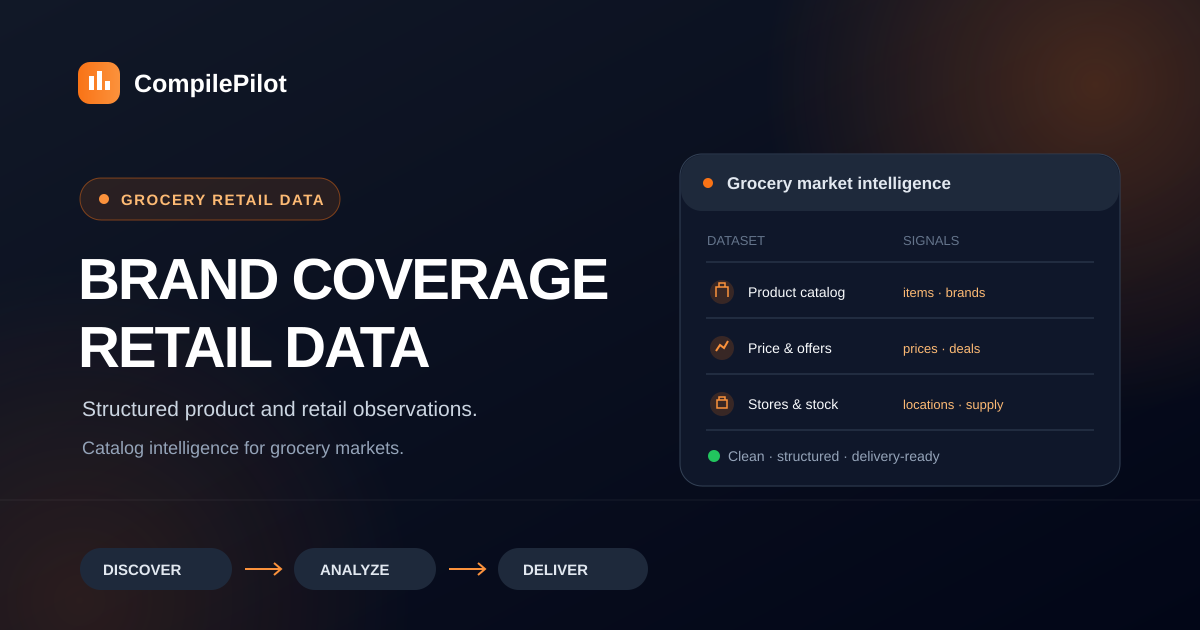 CompilePilot
GROCERY RETAIL DATA
BRAND COVERAGE
RETAIL DATA
Structured product and retail observations.
Catalog intelligence for grocery markets.
Grocery market intelligence
DATASET SIGNALS
Product catalog items · brands
Price & offers prices · deals
Stores & stock locations · supply
Clean · structured · delivery-ready
DISCOVER ANALYZE DELIVER